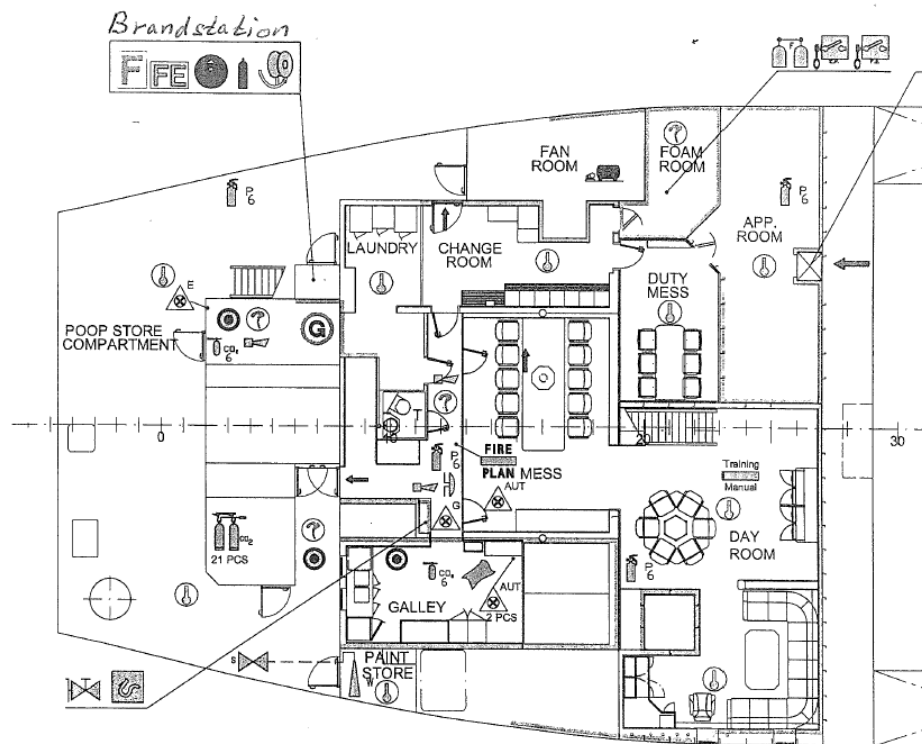 Brandstation
F
FE
F
FAN
ROOM
FOAM
ROOM
P
6
P
6
LAUNDRY
CHANGE
ROOM
APP.
ROOM
DUTY
MESS
E
POOP STORE
COMPARTMENT
G
CO2
6
T
0
10
20
30
FIRE
PLAN
MESS
P
6
AUT
G
Training
Manual
DAY
ROOM
CO2
21 PCS
P
6
CO2
6
GALLEY
AUT
2 PCS
S
PAINT
STORE
W